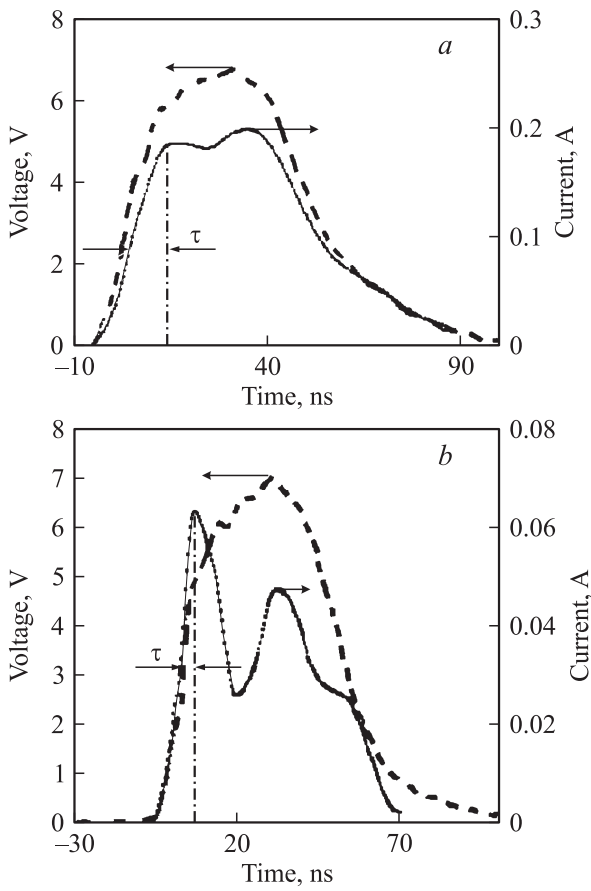 a
8
6
4
2
0
Voltage, V
0.3
0.2
0.1
0
Current, A
τ
–10
40
90
Time, ns
b
8
7
6
5
4
3
2
1
0
Voltage, V
0.08
0.06
0.04
0.02
0
Current, A
τ
–30
20
70
Time, ns